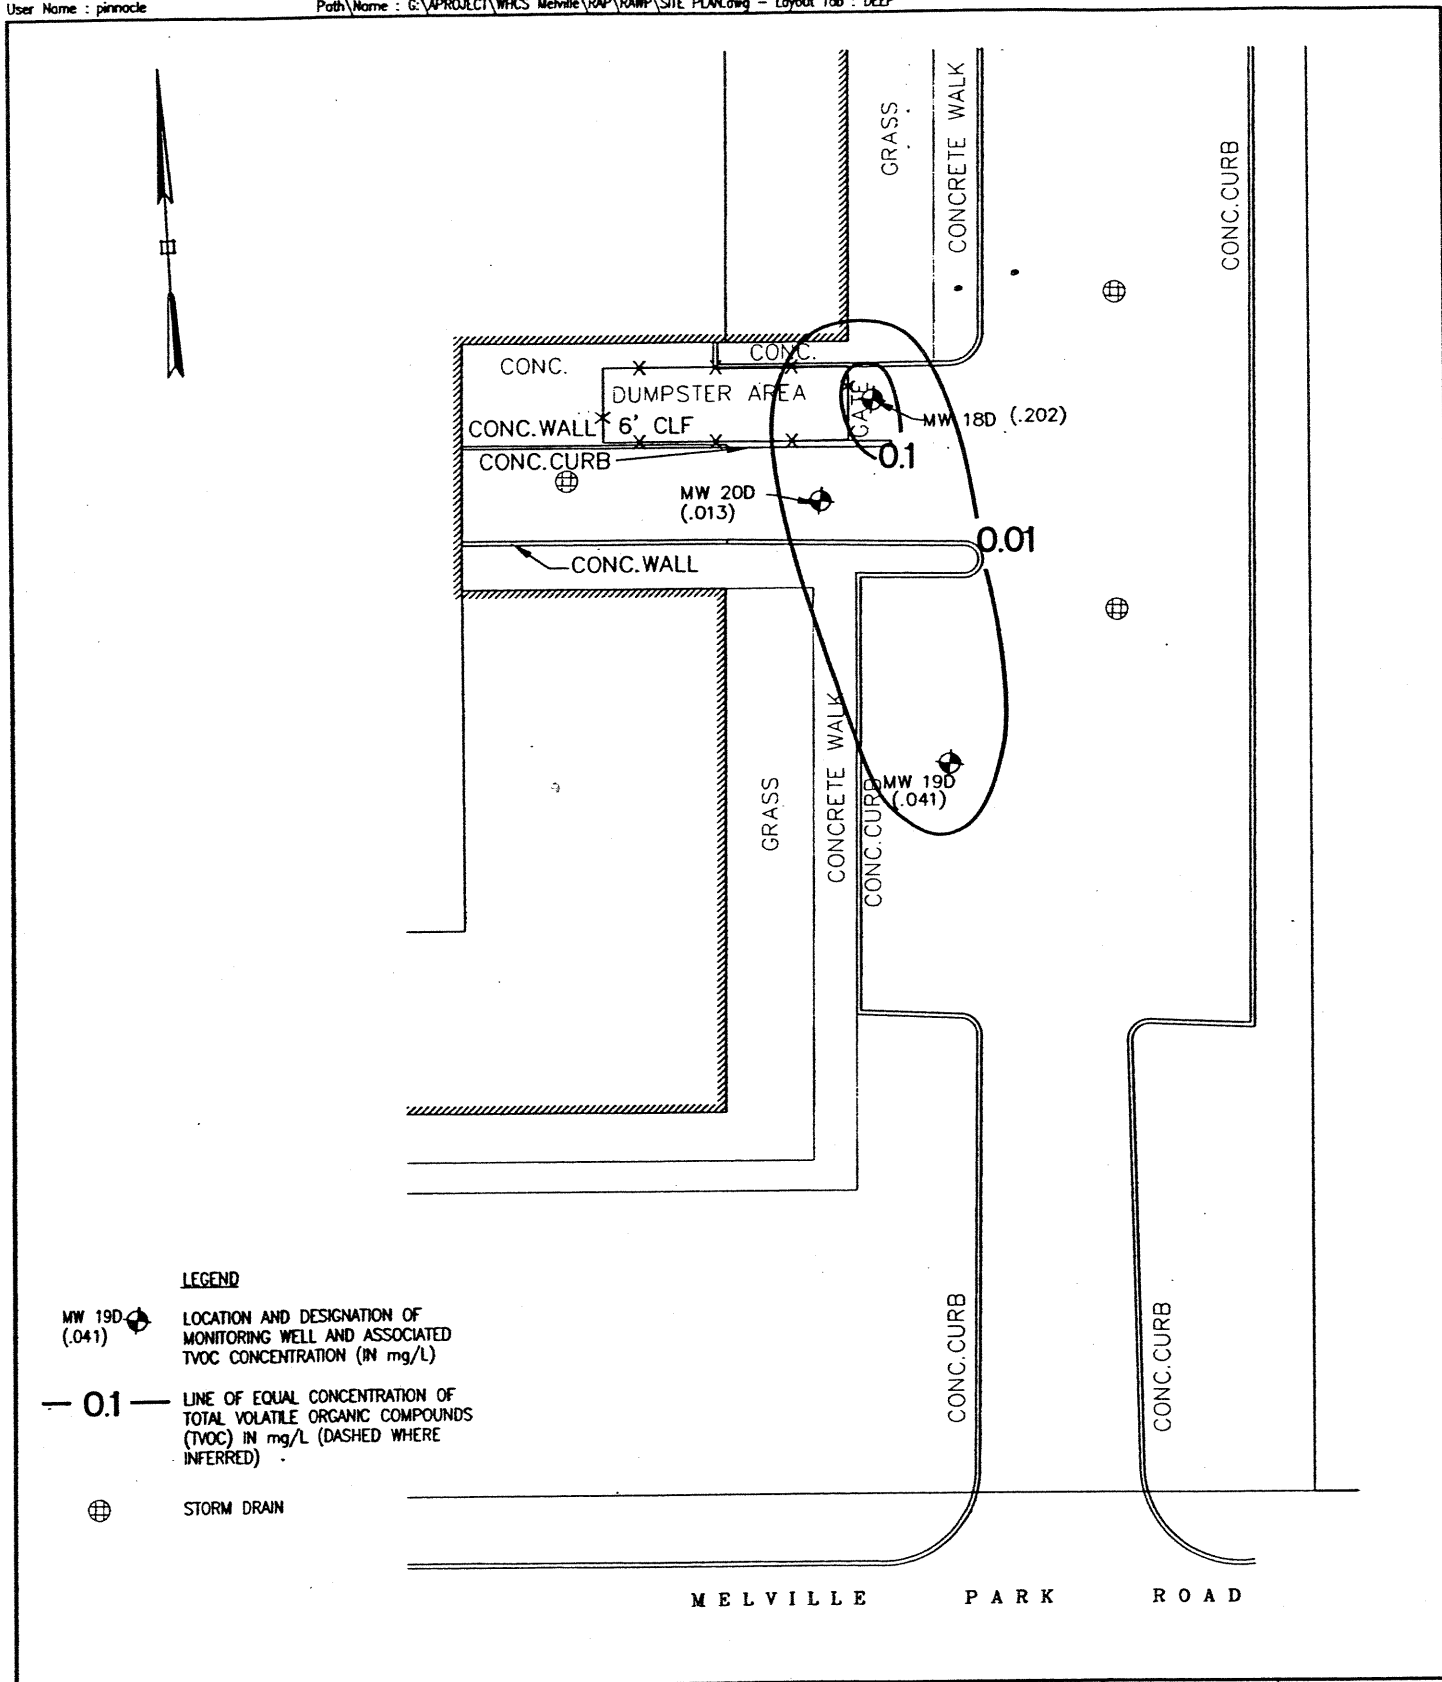 User Name : pinnacle
Path\Name : G:\APROJECT\WHCS Melville\RAP\RAWP\SITE PLAN.dwg - Layout Tab : DEEP
GRASS
CONCRETE WALK
CONC.CURB
CONC.
CONC.
DUMPSTER AREA
GATE
MW 18D (.202)
CONC.WALL
6' CLF
CONC.CURB
0.1
MW 20D
(.013)
0.01
CONC.WALL
GRASS
CONCRETE WALK
CONC.CURB
MW 19D
(.041)
CONC.CURB
CONC.CURB
LEGEND
MW 19D
(.041)
LOCATION AND DESIGNATION OF
MONITORING WELL AND ASSOCIATED
TVOC CONCENTRATION (IN mg/L)
0.1
LINE OF EQUAL CONCENTRATION OF
TOTAL VOLATILE ORGANIC COMPOUNDS
(TVOC) IN mg/L (DASHED WHERE
INFERRED)
STORM DRAIN
MELVILLE PARK ROAD